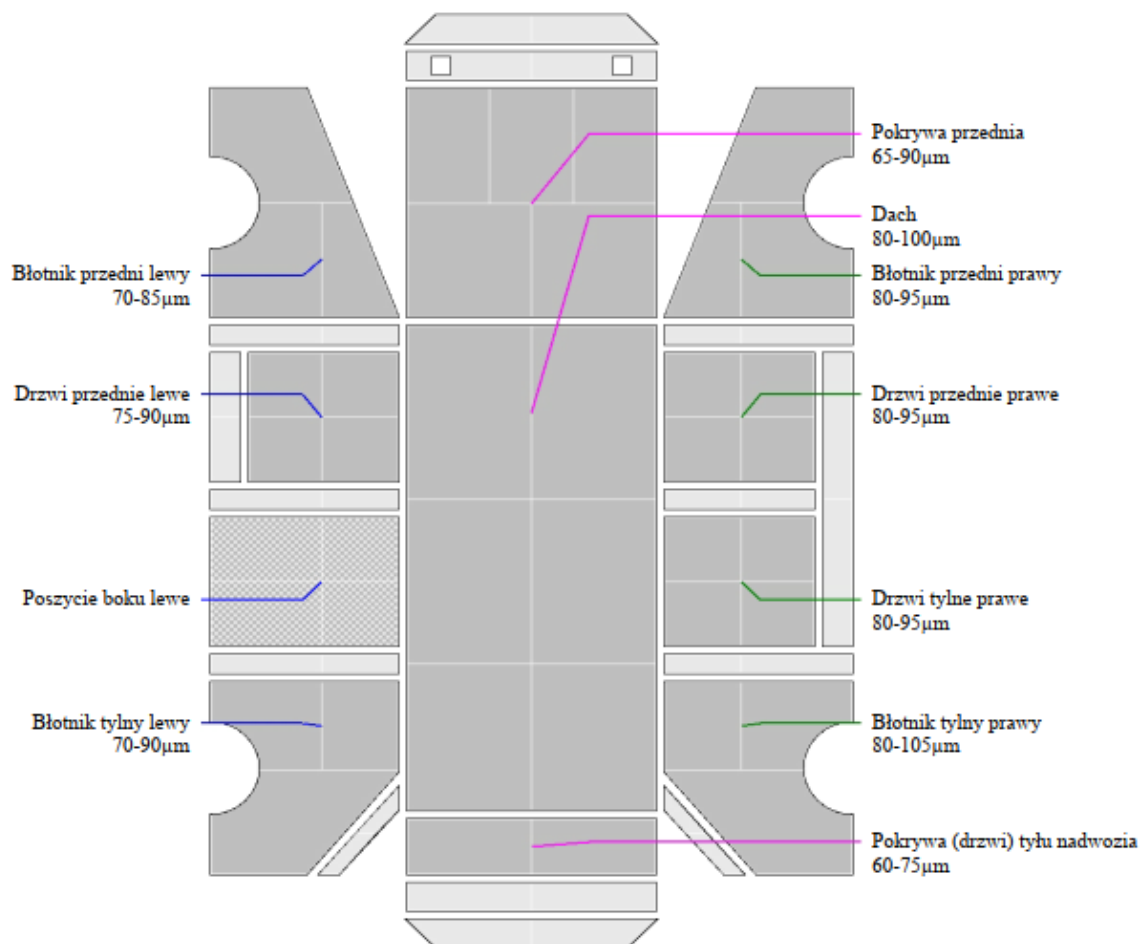 Pokrywa przednia
65-90μm
Dach
80-100μm
Błotnik przedni lewy
70-85μm
Błotnik przedni prawy
80-95μm
Drzwi przednie lewe
75-90μm
Drzwi przednie prawe
80-95μm
Poszycie boku lewe
Drzwi tylne prawe
80-95μm
Błotnik tylny lewy
70-90μm
Błotnik tylny prawy
80-105μm
Pokrywa (drzwi) tyłu nadwozia
60-75μm